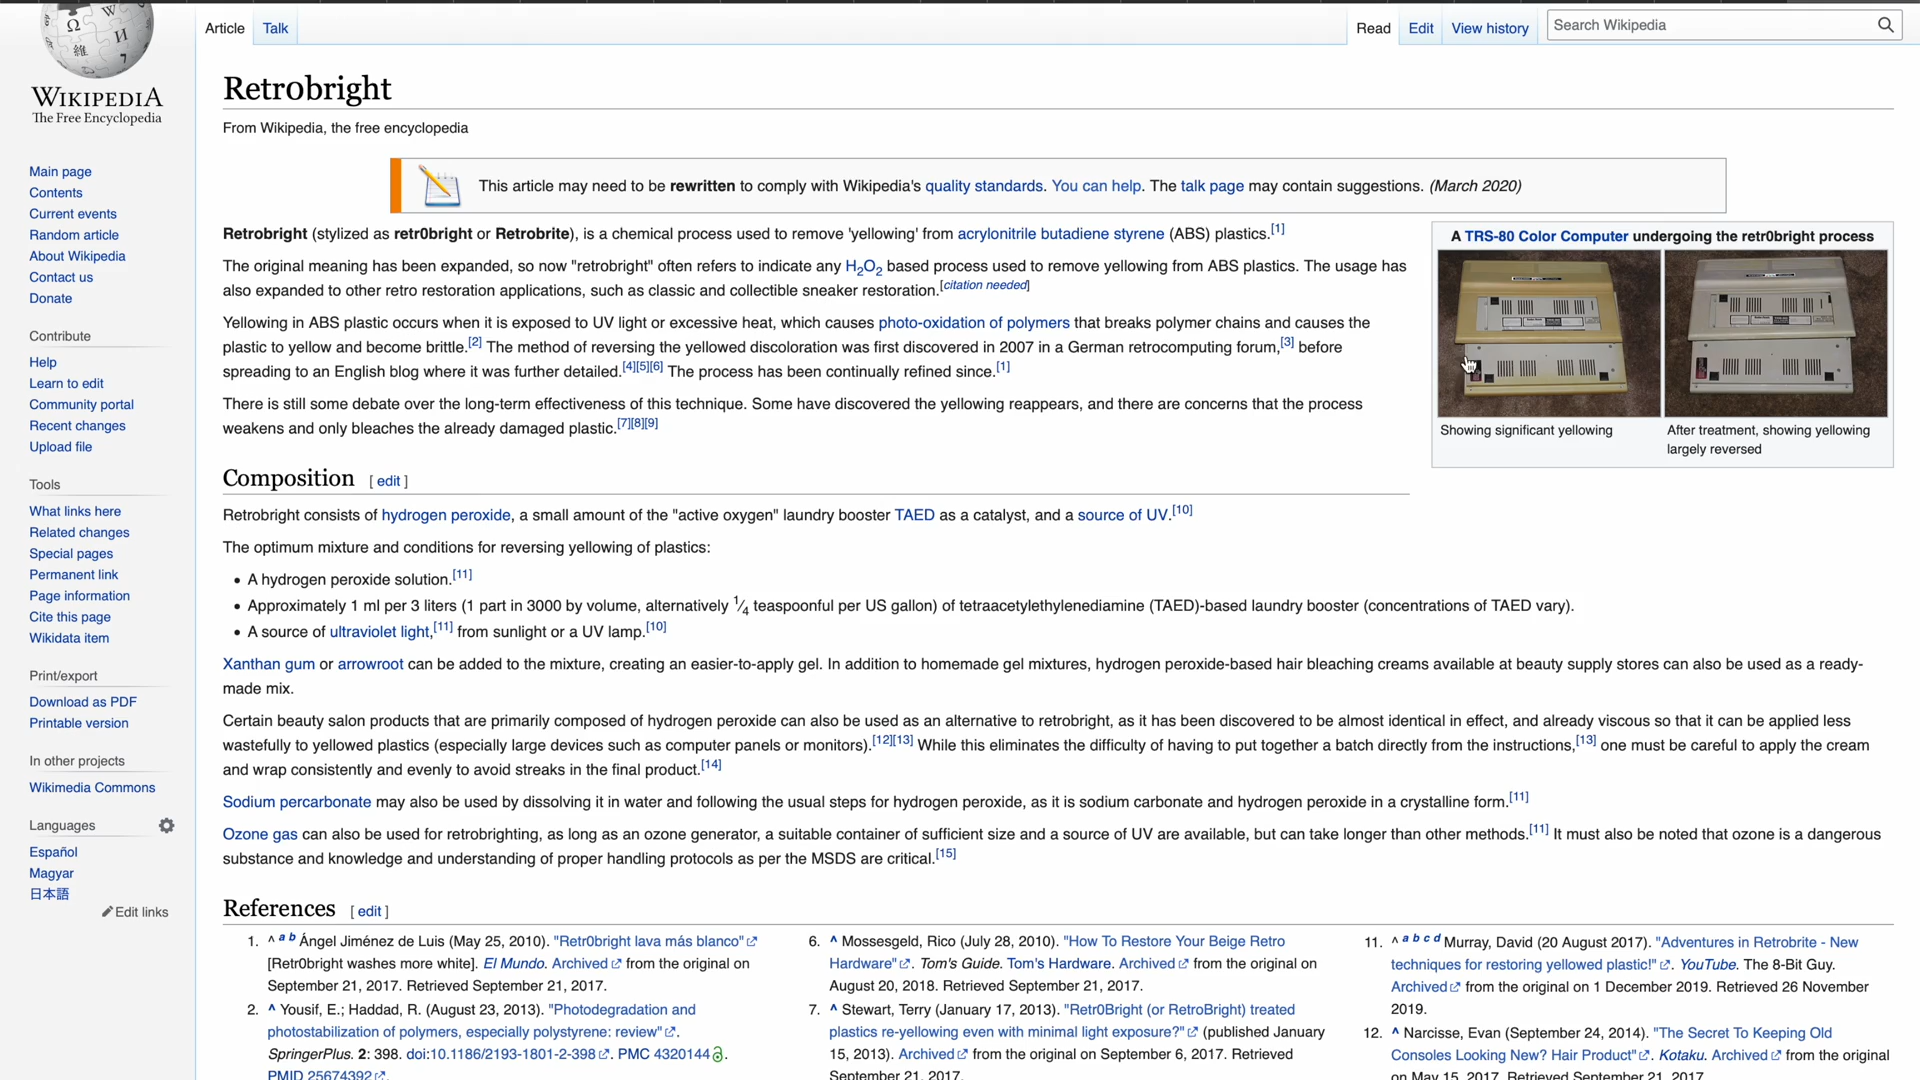 WIKIPEDIA
The Free Encyclopedia
Main page
Contents
Current events
Random article
About Wikipedia
Contact us
Donate
Contribute
Help
Learn to edit
Community portal
Recent changes
Upload file
Tools
What links here
Related changes
Special pages
Permanent link
Page information
Cite this page
Wikidata item
Print/export
Download as PDF
Printable version
In other projects
Wikimedia Commons
Languages
Español
Magyar
日本語
Edit links
Article Talk
Read Edit View history Search Wikipedia
Retrobright
From Wikipedia, the free encyclopedia
This article may need to be rewritten to comply with Wikipedia's quality standards. You can help. The talk page may contain suggestions. (March 2020)
Retrobright (stylized as retr0bright or Retrobrite), is a chemical process used to remove 'yellowing' from acrylonitrile butadiene styrene (ABS) plastics.[1]
The original meaning has been expanded, so now "retrobright" often refers to indicate any H2O2 based process used to remove yellowing from ABS plastics. The usage has
also expanded to other retro restoration applications, such as classic and collectible sneaker restoration.[citation needed]
Yellowing in ABS plastic occurs when it is exposed to UV light or excessive heat, which causes photo-oxidation of polymers that breaks polymer chains and causes the
plastic to yellow and become brittle.[2] The method of reversing the yellowed discoloration was first discovered in 2007 in a German retrocomputing forum,[3] before
spreading to an English blog where it was further detailed.[4][5][6] The process has been continually refined since.[1]
There is still some debate over the long-term effectiveness of this technique. Some have discovered the yellowing reappears, and there are concerns that the process
weakens and only bleaches the already damaged plastic.[7][8][9]
A TRS-80 Color Computer undergoing the retr0bright process
Showing significant yellowing
After treatment, showing yellowing
largely reversed
Composition [ edit ]
Retrobright consists of hydrogen peroxide, a small amount of the "active oxygen" laundry booster TAED as a catalyst, and a source of UV.[10]
The optimum mixture and conditions for reversing yellowing of plastics:
• A hydrogen peroxide solution.[11]
• Approximately 1 ml per 3 liters (1 part in 3000 by volume, alternatively 1⁄4 teaspoonful per US gallon) of tetraacetylethylenediamine (TAED)-based laundry booster (concentrations of TAED vary).
• A source of ultraviolet light,[11] from sunlight or a UV lamp.[10]
Xanthan gum or arrowroot can be added to the mixture, creating an easier-to-apply gel. In addition to homemade gel mixtures, hydrogen peroxide-based hair bleaching creams available at beauty supply stores can also be used as a ready-
made mix.
Certain beauty salon products that are primarily composed of hydrogen peroxide can also be used as an alternative to retrobright, as it has been discovered to be almost identical in effect, and already viscous so that it can be applied less
wastefully to yellowed plastics (especially large devices such as computer panels or monitors).[12][13] While this eliminates the difficulty of having to put together a batch directly from the instructions,[13] one must be careful to apply the cream
and wrap consistently and evenly to avoid streaks in the final product.[14]
Sodium percarbonate may also be used by dissolving it in water and following the usual steps for hydrogen peroxide, as it is sodium carbonate and hydrogen peroxide in a crystalline form.[11]
Ozone gas can also be used for retrobrighting, as long as an ozone generator, a suitable container of sufficient size and a source of UV are available, but can take longer than other methods.[11] It must also be noted that ozone is a dangerous
substance and knowledge and understanding of proper handling protocols as per the MSDS are critical.[15]
References [ edit ]
1. ^ a b Ángel Jiménez de Luis (May 25, 2010). "Retr0bright lava más blanco"
[Retr0bright washes more white]. El Mundo. Archived from the original on
September 21, 2017. Retrieved September 21, 2017.
2. ^ Yousif, E.; Haddad, R. (August 23, 2013). "Photodegradation and
photostabilization of polymers, especially polystyrene: review".
SpringerPlus. 2: 398. doi:10.1186/2193-1801-2-398. PMC 4320144.
PMID 25674392.
6. ^ Mossesgeld, Rico (July 28, 2010). "How To Restore Your Beige Retro
Hardware". Tom's Guide. Tom's Hardware. Archived from the original on
August 20, 2018. Retrieved September 21, 2017.
7. ^ Stewart, Terry (January 17, 2013). "Retr0Bright (or RetroBright) treated
plastics re-yellowing even with minimal light exposure?" (published January
15, 2013). Archived from the original on September 6, 2017. Retrieved
September 21, 2017.
11. ^ a b c d Murray, David (20 August 2017). "Adventures in Retrobrite - New
techniques for restoring yellowed plastic!". YouTube. The 8-Bit Guy.
Archived from the original on 1 December 2019. Retrieved 26 November
2019.
12. ^ Narcisse, Evan (September 24, 2014). "The Secret To Keeping Old
Consoles Looking New? Hair Product". Kotaku. Archived from the original
on May 15, 2017. Retrieved September 21, 2017.